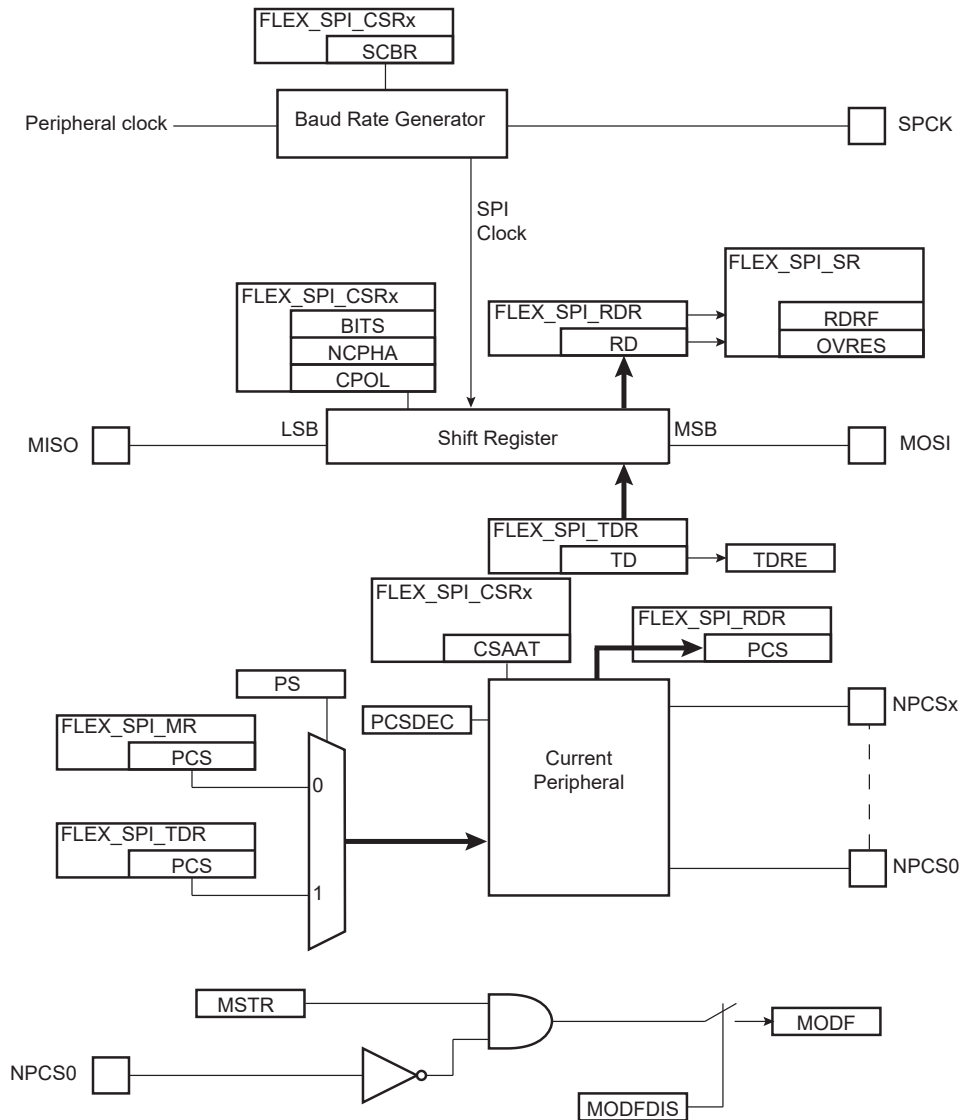 FLEX_SPI_CSRx
SCBR
Peripheral clock
Baud Rate Generator
SPCK
SPI
Clock
FLEX_SPI_SR
RDRF
OVRES
FLEX_SPI_CSRx
BITS
NCPHA
CPOL
FLEX_SPI_RDR
RD
MISO
LSB
Shift Register
MSB
MOSI
FLEX_SPI_TDR
TD
TDRE
FLEX_SPI_CSRx
CSAAT
FLEX_SPI_RDR
PCS
PS
PCSDEC
NPCSx
FLEX_SPI_MR
PCS
0
Current
Peripheral
FLEX_SPI_TDR
PCS
1
NPCS0
MSTR
MODF
NPCS0
MODFDIS